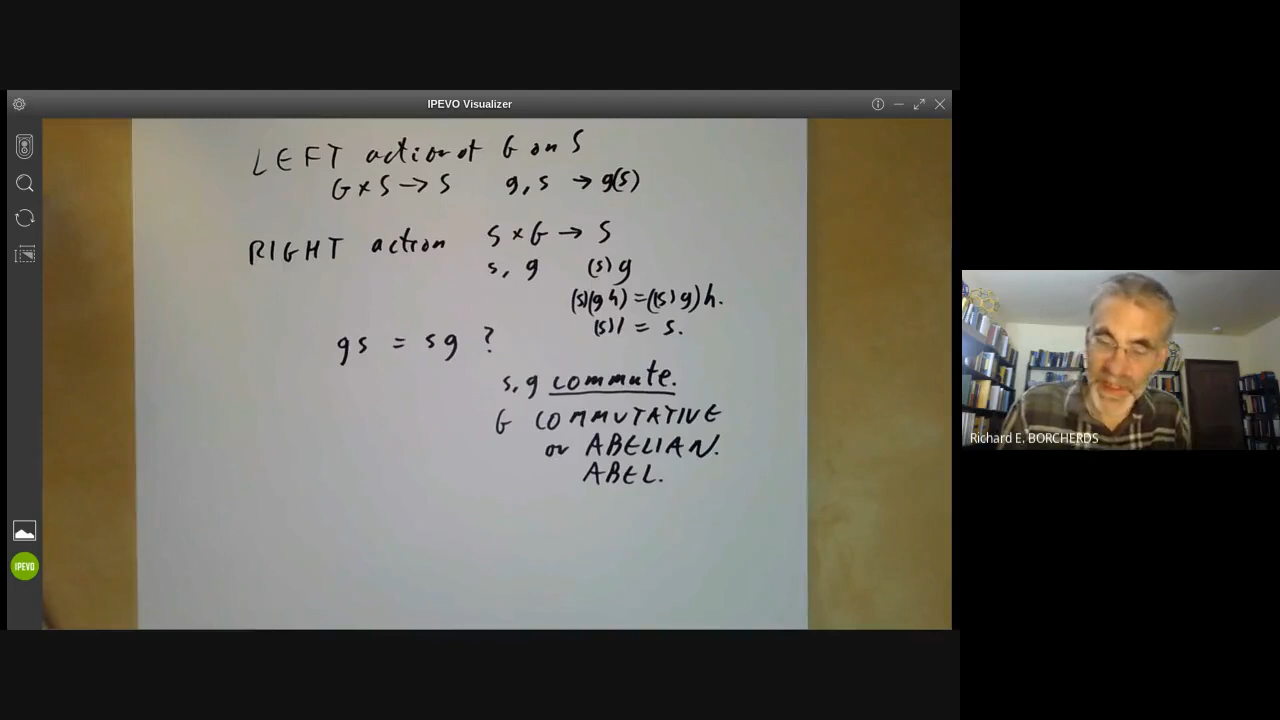 IPEVO Visualizer
LEFT action of G on S
G × S → S g, s → g(s)
RIGHT action S × G → S
s, g (s) g
(s)(g h) = ((s) g) h.
(s) 1 = s.
gs = sg ?
s, g commute.
G COMMUTATIVE
or ABELIAN.
ABEL.
IPEVO
Richard E. BORCHERDS